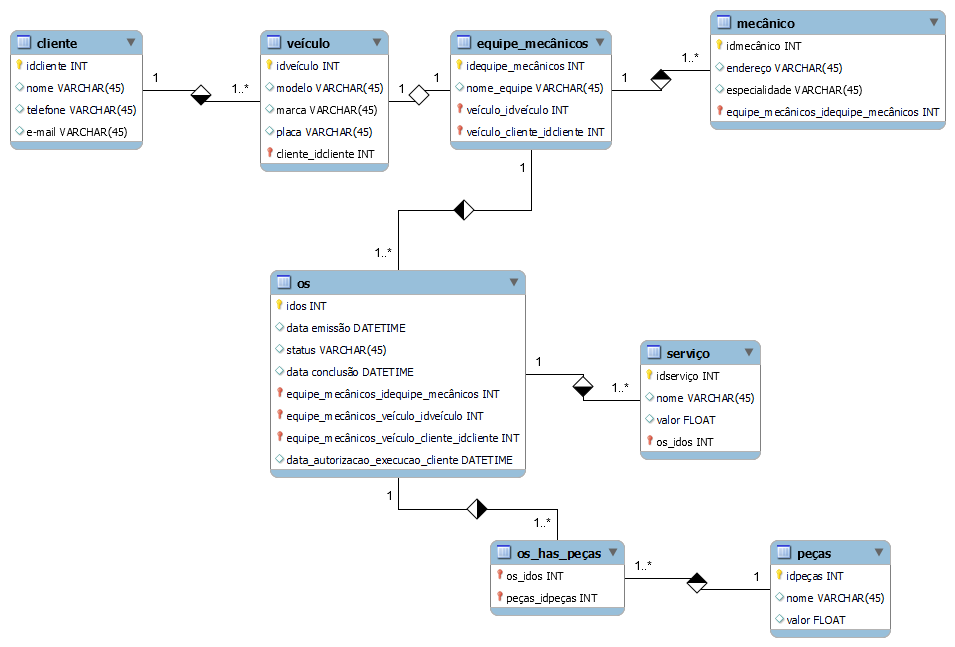 cliente
idcliente INT
nome VARCHAR(45)
telefone VARCHAR(45)
e-mail VARCHAR(45)
1
1..*
veículo
idveículo INT
modelo VARCHAR(45)
marca VARCHAR(45)
placa VARCHAR(45)
cliente_idcliente INT
1
1
equipe_mecânicos
idequipe_mecânicos INT
nome_equipe VARCHAR(45)
veículo_idveículo INT
veículo_cliente_idcliente INT
1
1..*
mecânico
idmecânico INT
endereço VARCHAR(45)
especialidade VARCHAR(45)
equipe_mecânicos_idequipe_mecânicos INT
1
1..*
os
idos INT
data emissão DATETIME
status VARCHAR(45)
data conclusão DATETIME
equipe_mecânicos_idequipe_mecânicos INT
equipe_mecânicos_veículo_idveículo INT
equipe_mecânicos_veículo_cliente_idcliente INT
data_autorizacao_execucao_cliente DATETIME
1
1..*
serviço
idserviço INT
nome VARCHAR(45)
valor FLOAT
os_idos INT
1
1..*
os_has_peças
os_idos INT
peças_idpeças INT
1..*
1
peças
idpeças INT
nome VARCHAR(45)
valor FLOAT